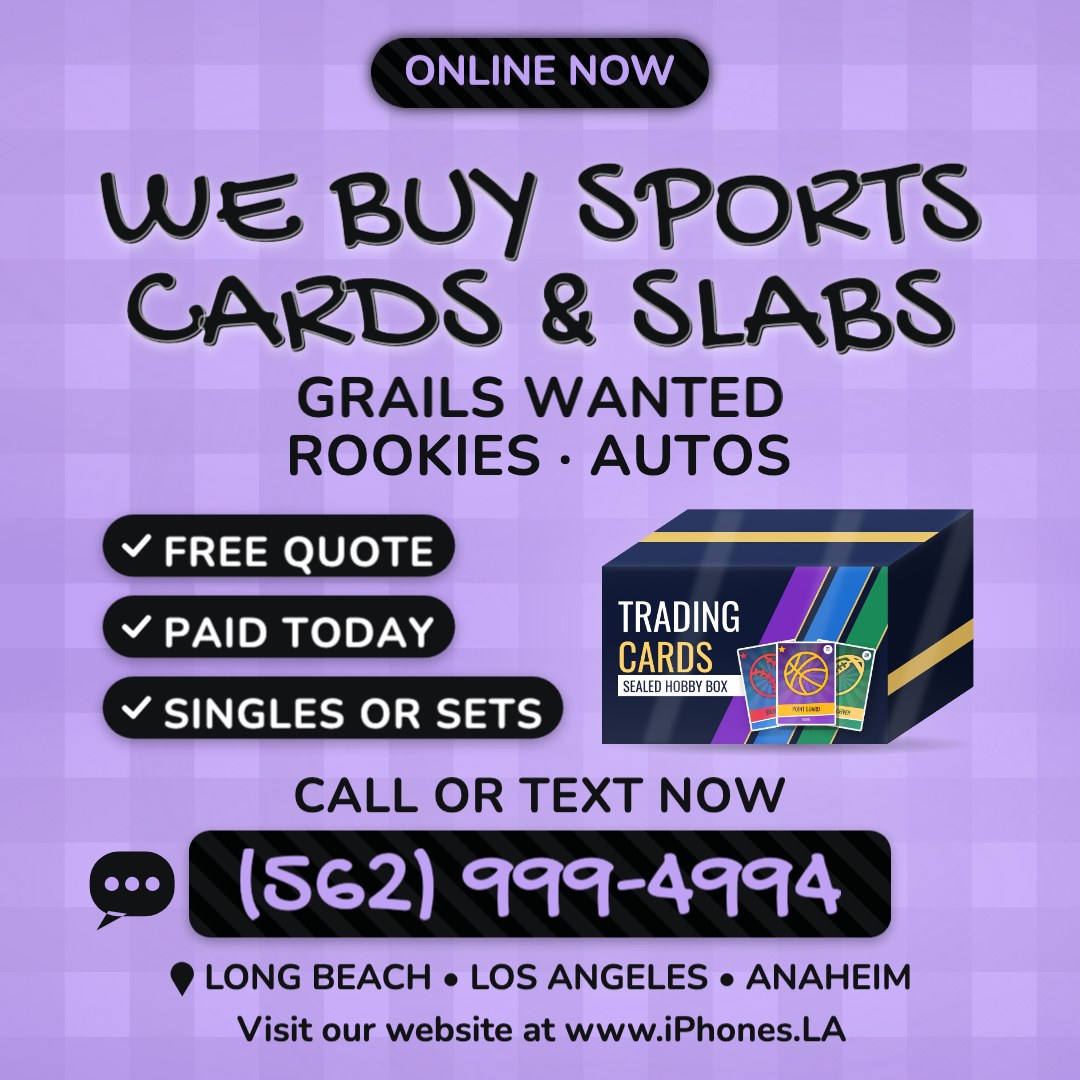 ONLINE NOW
WE BUY SPORTS
CARDS & SLABS
GRAILS WANTED
ROOKIES · AUTOS
FREE QUOTE
PAID TODAY
SINGLES OR SETS
TRADING
CARDS
SEALED HOBBY BOX
POINT GUARD
CALL OR TEXT NOW
(562) 999-4994
LONG BEACH • LOS ANGELES • ANAHEIM
Visit our website at www.iPhones.LA